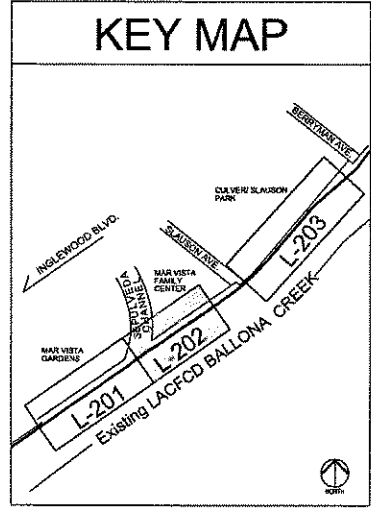 KEY MAP
BERRYMAN AVE.
CULVER/ SLAUSON
PARK
INGLEWOOD BLVD.
SLAUSON AVE.
L-203
MAR VISTA
FAMILY
CENTER
SEPULVEDA
CHANNEL
L-202
MAR VISTA
GARDENS
L-201
Existing LACFCD BALLONA CREEK
NORTH